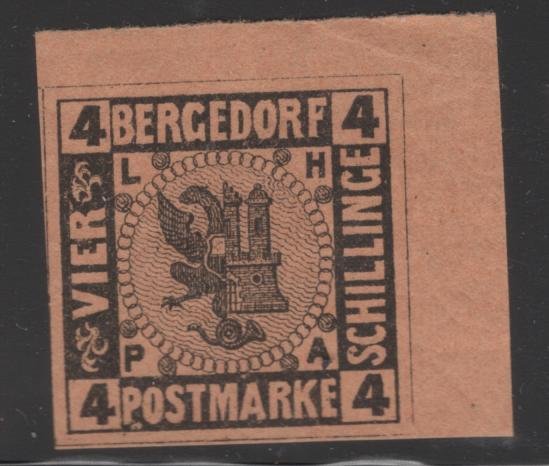 4 BERGEDORF 4
L H
VIER
SCHILLINGE
P A
4 POSTMARKE 4